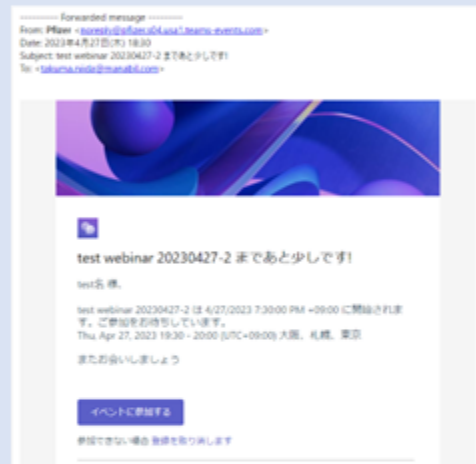 ---------- Forwarded message ----------
From: Pfizer
Date: 2023年4月27日(木) 18:30
Subject: test webinar 20230427-2 まであと少しです!
To:
test webinar 20230427-2 まであと少しです!
test名 様、
test webinar 20230427-2 は 4/27/2023 7:30:00 PM +09:00 に開始されま
す。ご参加をお待ちしています。
Thu, Apr 27, 2023 19:30 - 20:00 (UTC+09:00) 大阪、札幌、東京
またお会いしましょう
イベントに参加する
参加できない場合 登録を取り消します